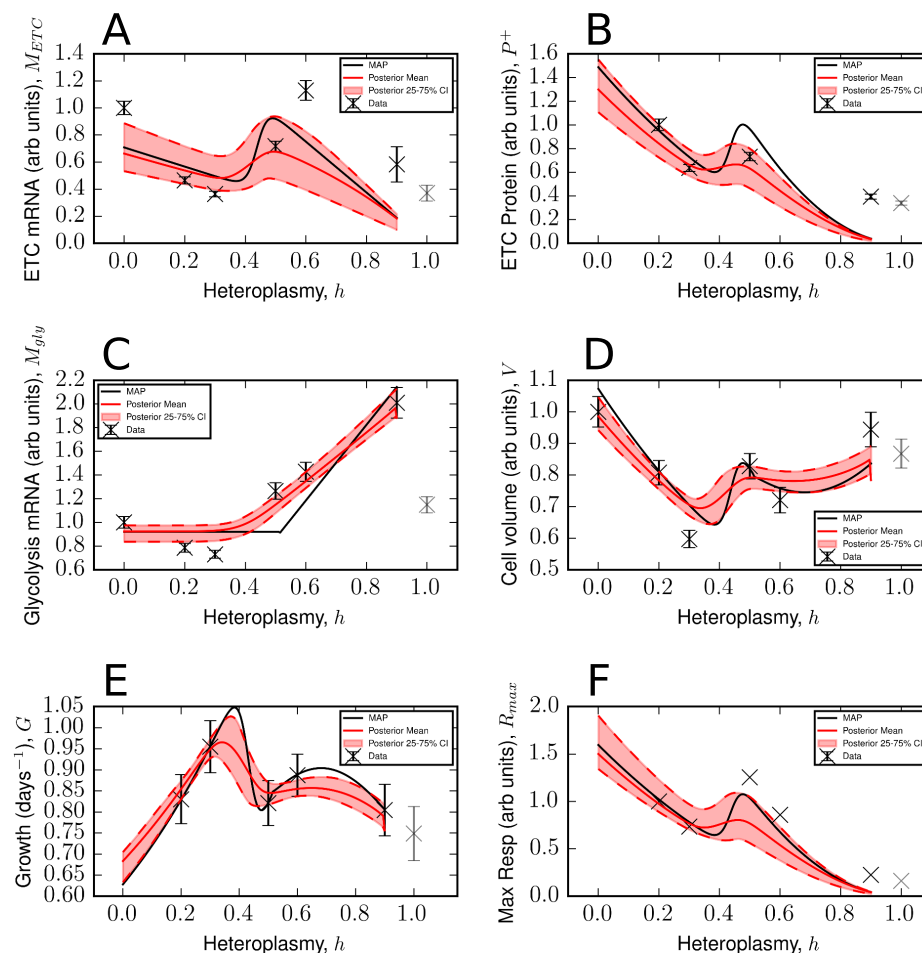 A
ETC mRNA (arb units), M_ETC
1.4
1.2
1.0
0.8
0.6
0.4
0.2
0.0
0.0 0.2 0.4 0.6 0.8 1.0
Heteroplasmy, h
MAP
Posterior Mean
Posterior 25-75% CI
Data
B
ETC Protein (arb units), P^+
1.6
1.4
1.2
1.0
0.8
0.6
0.4
0.2
0.0
0.0 0.2 0.4 0.6 0.8 1.0
Heteroplasmy, h
MAP
Posterior Mean
Posterior 25-75% CI
Data
C
Glycolysis mRNA (arb units), M_gly
2.2
2.0
1.8
1.6
1.4
1.2
1.0
0.8
0.6
0.0 0.2 0.4 0.6 0.8 1.0
Heteroplasmy, h
MAP
Posterior Mean
Posterior 25-75% CI
Data
D
Cell volume (arb units), V
1.1
1.0
0.9
0.8
0.7
0.6
0.5
0.0 0.2 0.4 0.6 0.8 1.0
Heteroplasmy, h
MAP
Posterior Mean
Posterior 25-75% CI
Data
E
Growth (days⁻¹), G
1.05
1.00
0.95
0.90
0.85
0.80
0.75
0.70
0.65
0.60
0.0 0.2 0.4 0.6 0.8 1.0
Heteroplasmy, h
MAP
Posterior Mean
Posterior 25-75% CI
Data
F
Max Resp (arb units), R_max
2.0
1.5
1.0
0.5
0.0
0.0 0.2 0.4 0.6 0.8 1.0
Heteroplasmy, h
MAP
Posterior Mean
Posterior 25-75% CI
Data